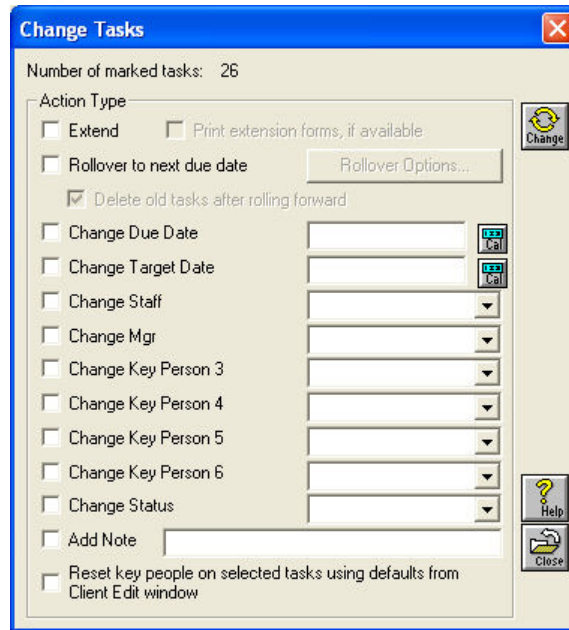 Change Tasks
Number of marked tasks: 26
Action Type
Extend Print extension forms, if available
Change
Rollover to next due date Rollover Options...
Delete old tasks after rolling forward
Change Due Date Cal
Change Target Date Cal
Change Staff
Change Mgr
Change Key Person 3
Change Key Person 4
Change Key Person 5
Change Key Person 6
Help
Change Status
Add Note
Close
Reset key people on selected tasks using defaults from
Client Edit window